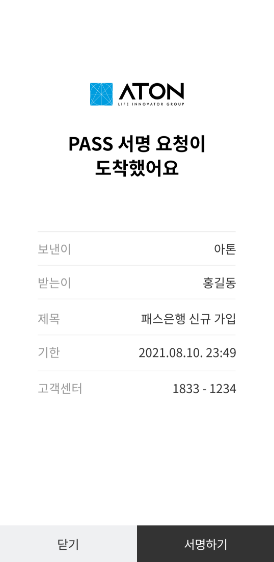 ATON
LIFE INNOVATOR GROUP
PASS 서명 요청이
도착했어요
보낸이 아톤
받는이 홍길동
제목 패스은행 신규 가입
기한 2021.08.10. 23:49
고객센터 1833 - 1234
닫기 서명하기